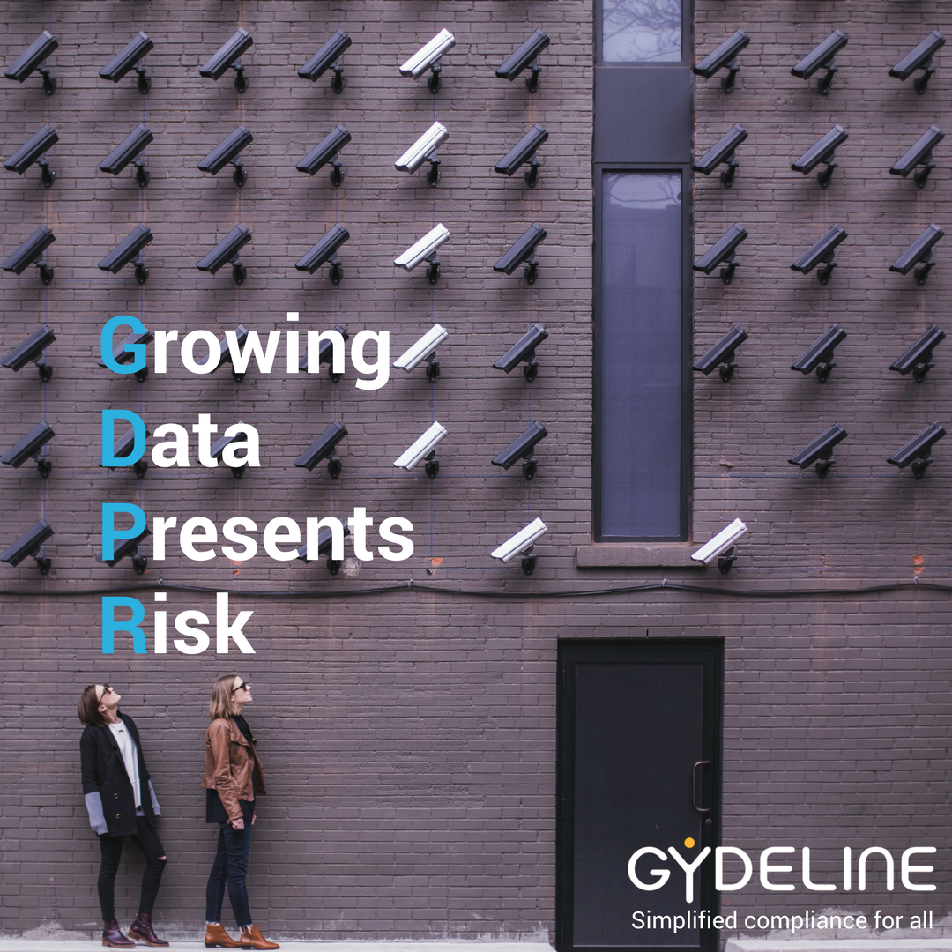 Growing
Data
Presents
Risk
GYDELINE
Simplified compliance for all